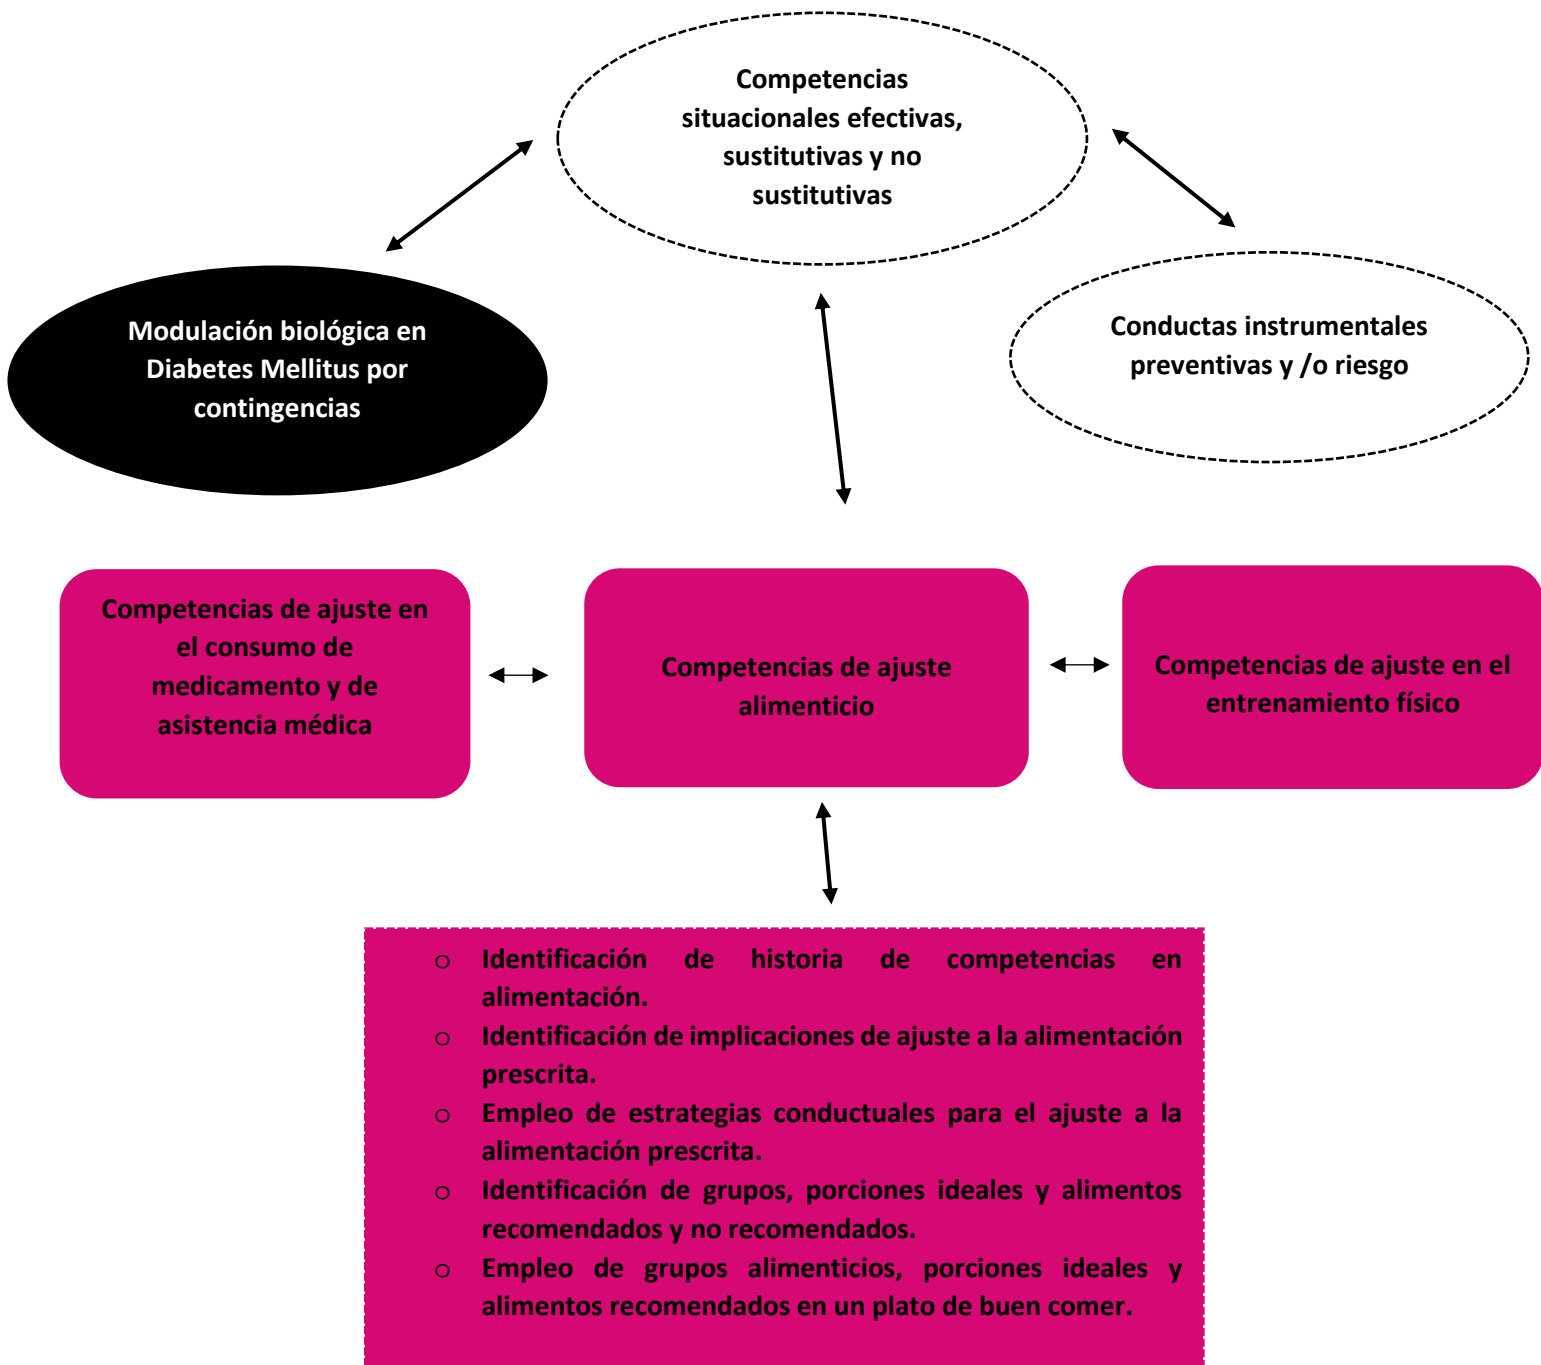 Competencias
situacionales efectivas,
sustitutivas y no
sustitutivas
Modulación biológica en
Diabetes Mellitus por
contingencias
Conductas instrumentales
preventivas y /o riesgo
Competencias de ajuste en
el consumo de
medicamento y de
asistencia médica
Competencias de ajuste
alimenticio
Competencias de ajuste en el
entrenamiento físico
o Identificación de historia de competencias en
alimentación.
o Identificación de implicaciones de ajuste a la alimentación
prescrita.
o Empleo de estrategias conductuales para el ajuste a la
alimentación prescrita.
o Identificación de grupos, porciones ideales y alimentos
recomendados y no recomendados.
o Empleo de grupos alimenticios, porciones ideales y
alimentos recomendados en un plato de buen comer.